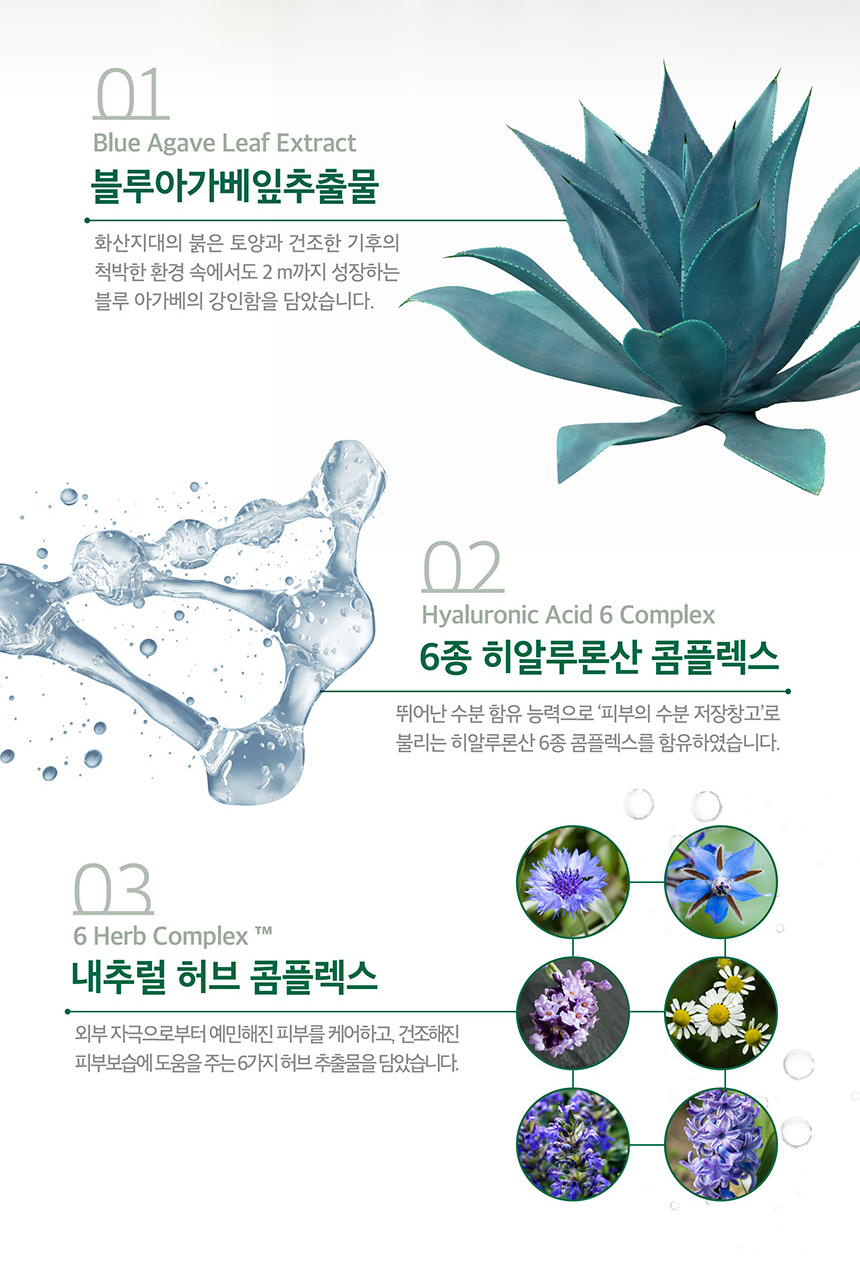 01
Blue Agave Leaf Extract
블루아가베잎추출물
화산지대의 붉은 토양과 건조한 기후의
척박한 환경 속에서도 2 m까지 성장하는
블루 아가베의 강인함을 담았습니다.
02
Hyaluronic Acid 6 Complex
6종 히알루론산 콤플렉스
뛰어난 수분 함유 능력으로 ‘피부의 수분 저장창고’로
불리는 히알루론산 6종 콤플렉스를 함유하였습니다.
03
6 Herb Complex ™
내추럴 허브 콤플렉스
외부 자극으로부터 예민해진 피부를 케어하고, 건조해진
피부보습에 도움을 주는 6가지 허브 추출물을 담았습니다.